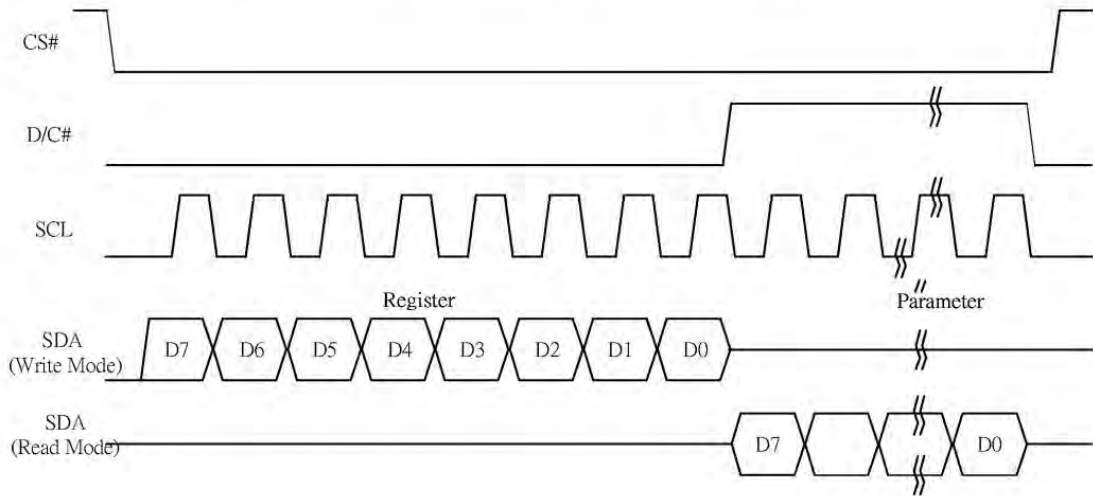 CS#
D/C#
SCL
Register
Parameter
SDA
(Write Mode)
D7 D6 D5 D4 D3 D2 D1 D0
SDA
(Read Mode)
D7 D0